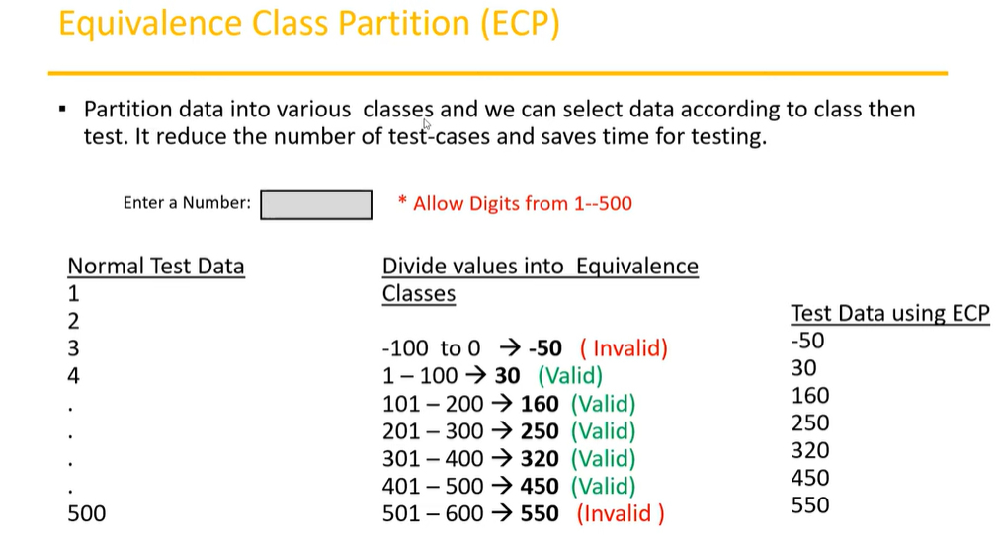 Equivalence Class Partition (ECP)
▪ Partition data into various classes and we can select data according to class then
test. It reduce the number of test-cases and saves time for testing.
Enter a Number: * Allow Digits from 1--500
Normal Test Data
1
2
3
4
.
.
.
.
500
Divide values into Equivalence
Classes
-100 to 0 → -50 ( Invalid)
1 – 100 → 30 (Valid)
101 – 200 → 160 (Valid)
201 – 300 → 250 (Valid)
301 – 400 → 320 (Valid)
401 – 500 → 450 (Valid)
501 – 600 → 550 (Invalid )
Test Data using ECP
-50
30
160
250
320
450
550